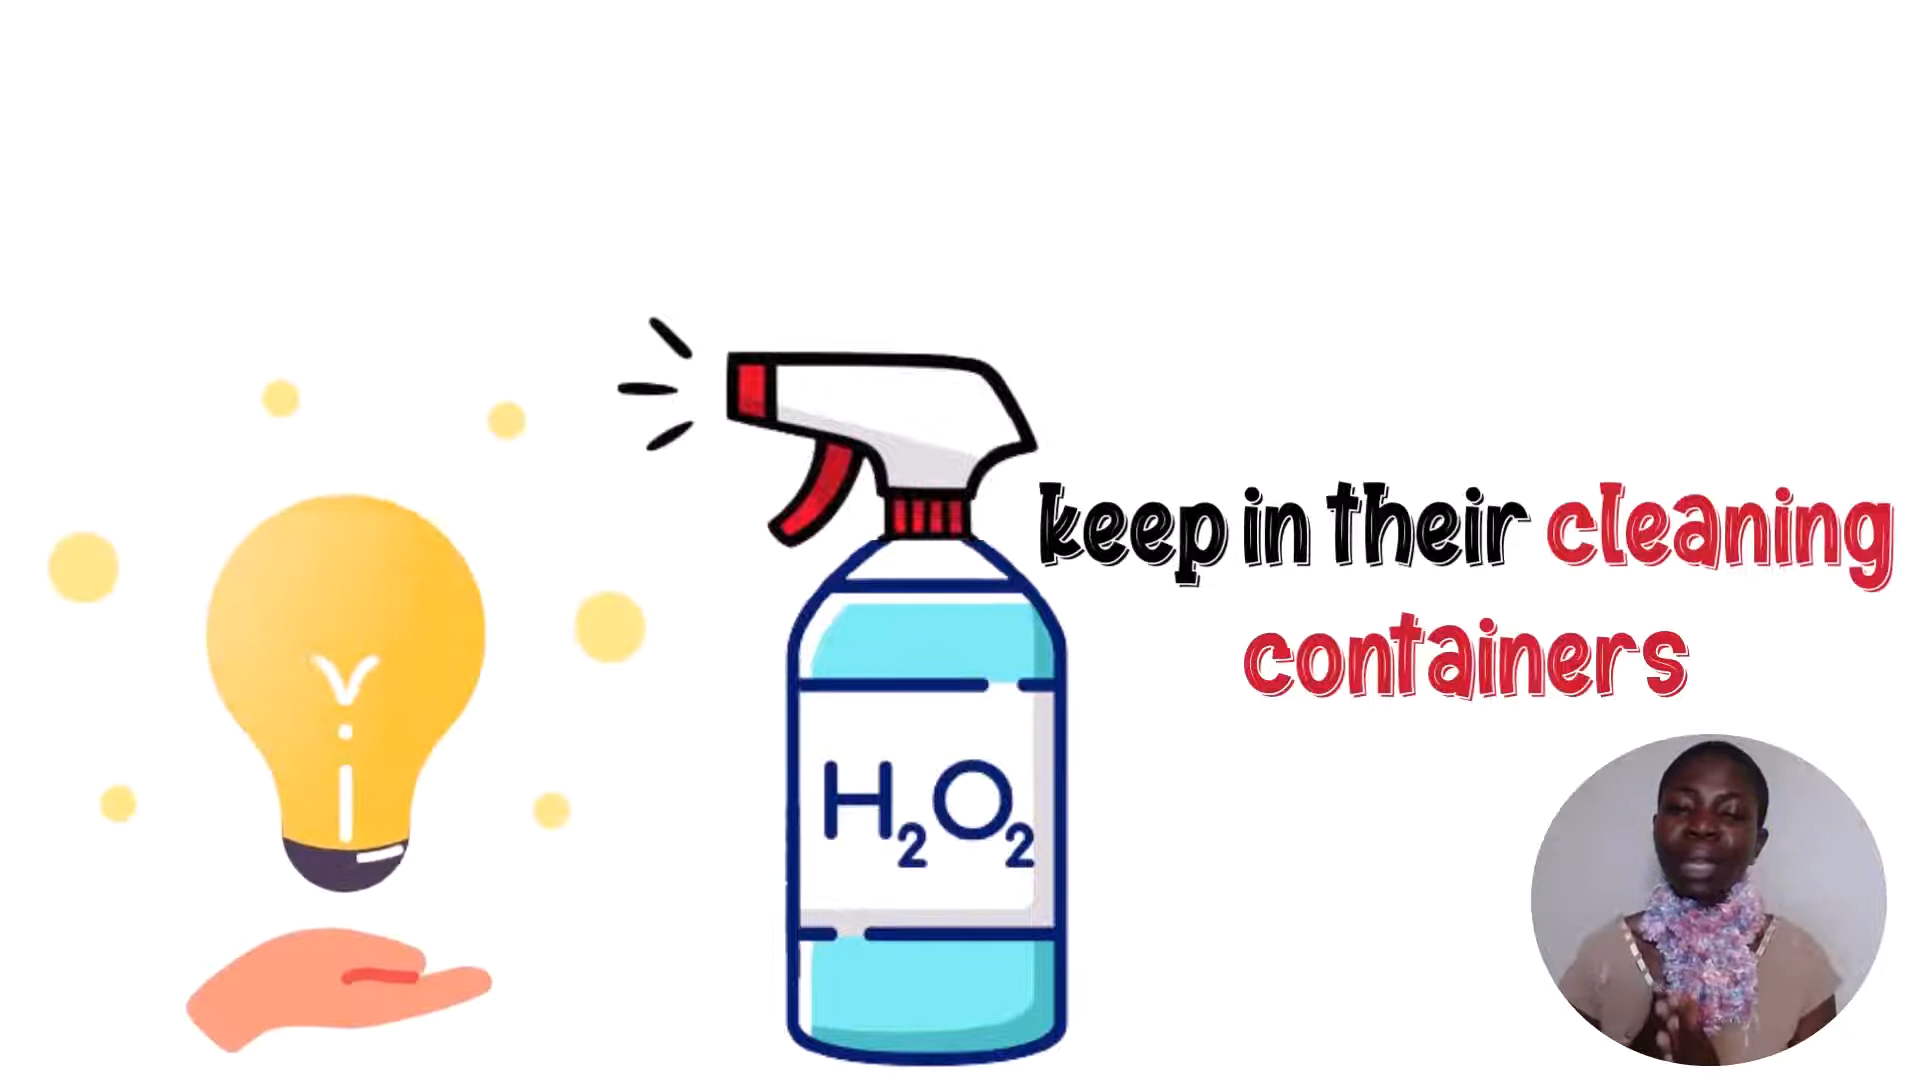 keep in their cleaning
containers
H₂O₂